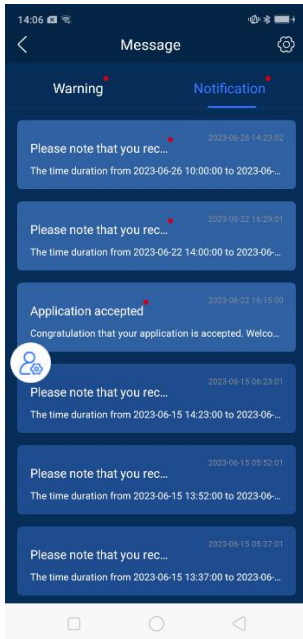 14:06
Message
Warning
Notification
Please note that you rec...
2023-06-26 14:23:02
The time duration from 2023-06-26 10:00:00 to 2023-06-...
Please note that you rec...
2023-06-22 16:29:01
The time duration from 2023-06-22 14:00:00 to 2023-06-...
Application accepted
2023-06-22 16:15:00
Congratulation that your application is accepted. Welco...
Please note that you rec...
2023-06-15 06:23:01
The time duration from 2023-06-15 14:23:00 to 2023-06-...
Please note that you rec...
2023-06-15 05:52:01
The time duration from 2023-06-15 13:52:00 to 2023-06-...
Please note that you rec...
2023-06-15 05:37:01
The time duration from 2023-06-15 13:37:00 to 2023-06-...